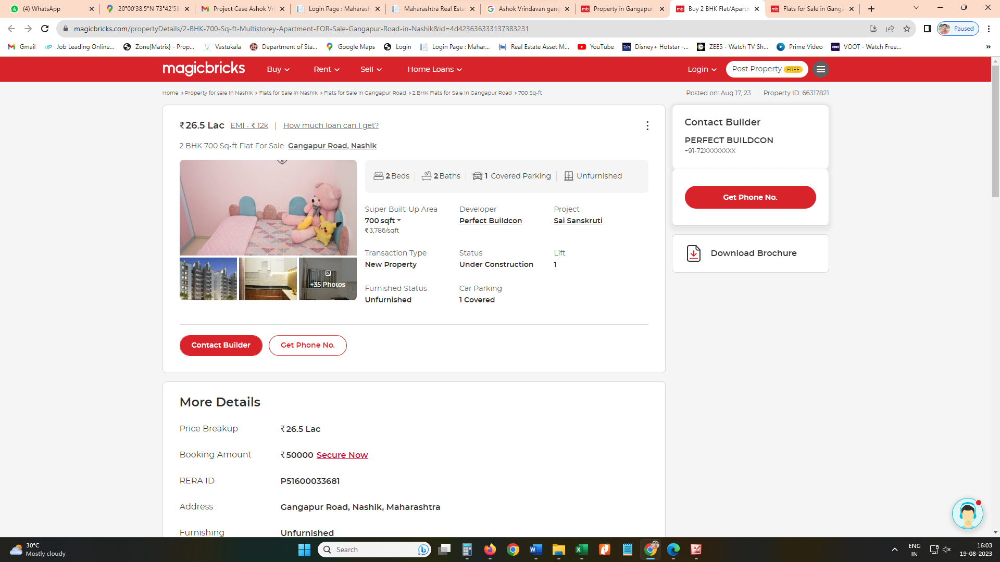 (4) WhatsApp
20°00'38.5"N 73°42'58
Project Case Ashok Vri
Login Page : Maharash
Maharashtra Real Esta
Ashok Vrindavan gang
Property in Gangapur
Buy 2 BHK Flat/Apartm
Flats for Sale in Ganga
magicbricks.com/propertyDetails/2-BHK-700-Sq-ft-Multistorey-Apartment-FOR-Sale-Gangapur-Road-in-Nashik&id=4d423636333137383231
Paused
Gmail
Job Leading Online...
Zone{Matrix} - Prop...
Vastukala
Department of Sta...
Google Maps
Login
Login Page : Mahar...
Real Estate Asset M...
YouTube
Disney+ Hotstar -...
ZEE5 - Watch TV Sh...
Prime Video
VOOT - Watch Free...
magicbricks
Buy
Rent
Sell
Home Loans
Login
Post Property FREE
Home > Property for sale in Nashik > Flats for Sale in Nashik > Flats for Sale in Gangapur Road > 2 BHK Flats for Sale in Gangapur Road > 700 Sq-ft
Posted on: Aug 17, 23 Property ID: 66317821
₹26.5 Lac EMI - ₹ 12k | How much loan can I get?
2 BHK 700 Sq-ft Flat For Sale Gangapur Road, Nashik
2 Beds
2 Baths
1 Covered Parking
Unfurnished
Super Built-Up Area
700 sqft
₹3,786/sqft
Developer
Perfect Buildcon
Project
Sai Sanskruti
Transaction Type
New Property
Status
Under Construction
Lift
1
Furnished Status
Unfurnished
Car Parking
1 Covered
+35 Photos
Contact Builder
Get Phone No.
Contact Builder
PERFECT BUILDCON
+91-72XXXXXXXX
Get Phone No.
Download Brochure
More Details
Price Breakup ₹26.5 Lac
Booking Amount ₹50000 Secure Now
RERA ID P51600033681
Address Gangapur Road, Nashik, Maharashtra
Furnishing Unfurnished
30°C
Mostly cloudy
Search
ENG
IN
16:03
19-08-2023